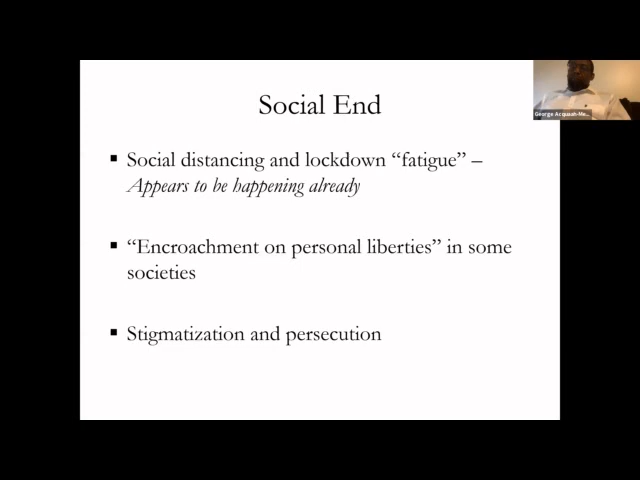 Social End
▪ Social distancing and lockdown “fatigue” –
Appears to be happening already
▪ “Encroachment on personal liberties” in some
societies
▪ Stigmatization and persecution
George Acquaah-Me...